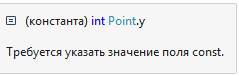 (константа) int Point.y
Требуется указать значение поля const.